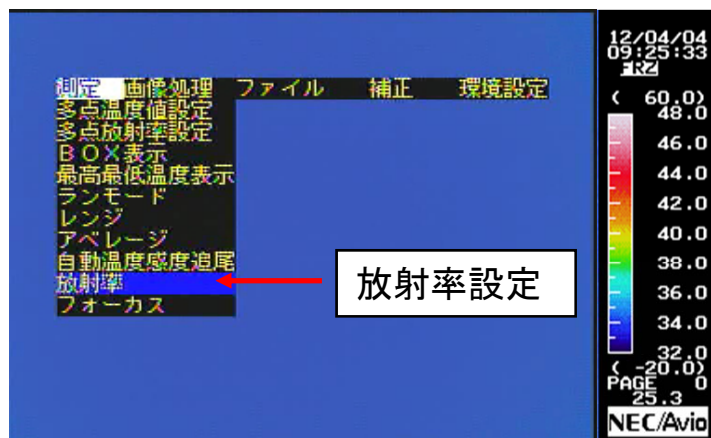 測定 画像処理 ファイル 補正 環境設定
多点温度値設定
多点放射率設定
BOX表示
最高最低温度表示
ランモード
レンジ
アベレージ
自動温度感度追尾
放射率
フォーカス
放射率設定
12/04/04
09:25:33
FRZ
( 60.0)
48.0
46.0
44.0
42.0
40.0
38.0
36.0
34.0
32.0
( -20.0)
PAGE 0
25.3
NEC/Avio